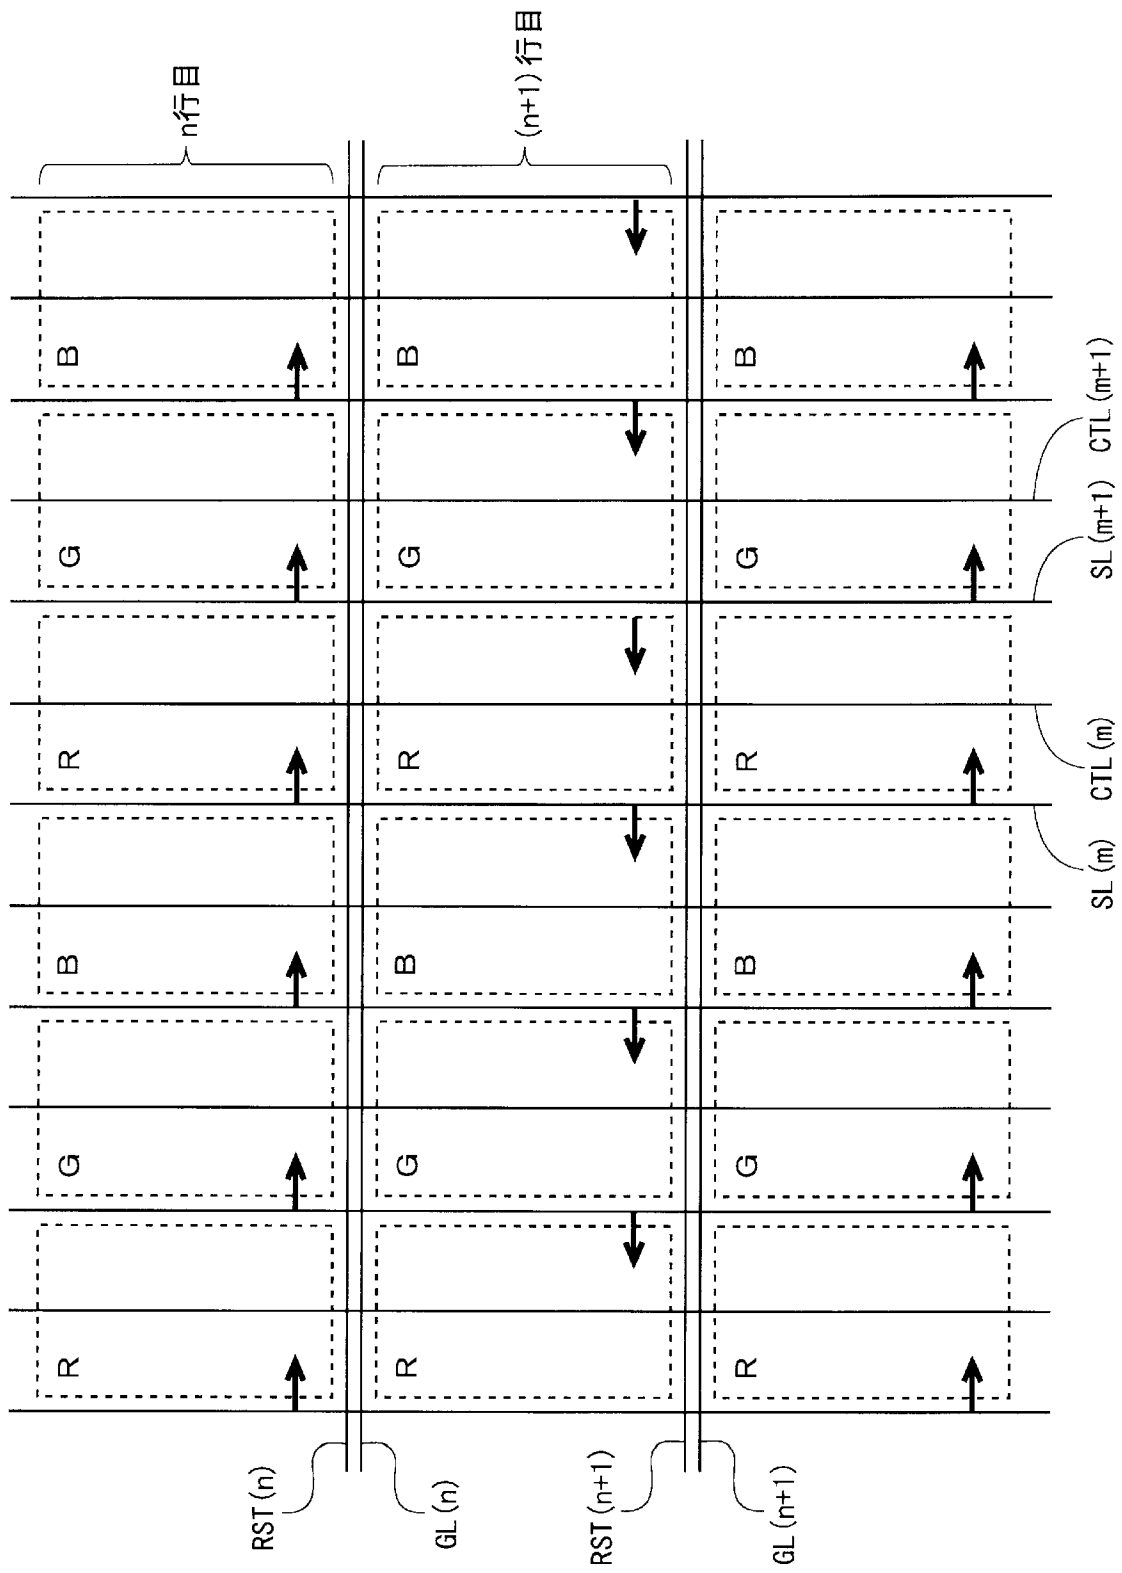 R G B R G B
n行目
RST(n)
GL(n)
R G B R G B
(n+1)行目
RST(n+1)
GL(n+1)
R G B R G B
SL(m) CTL(m) SL(m+1) CTL(m+1)